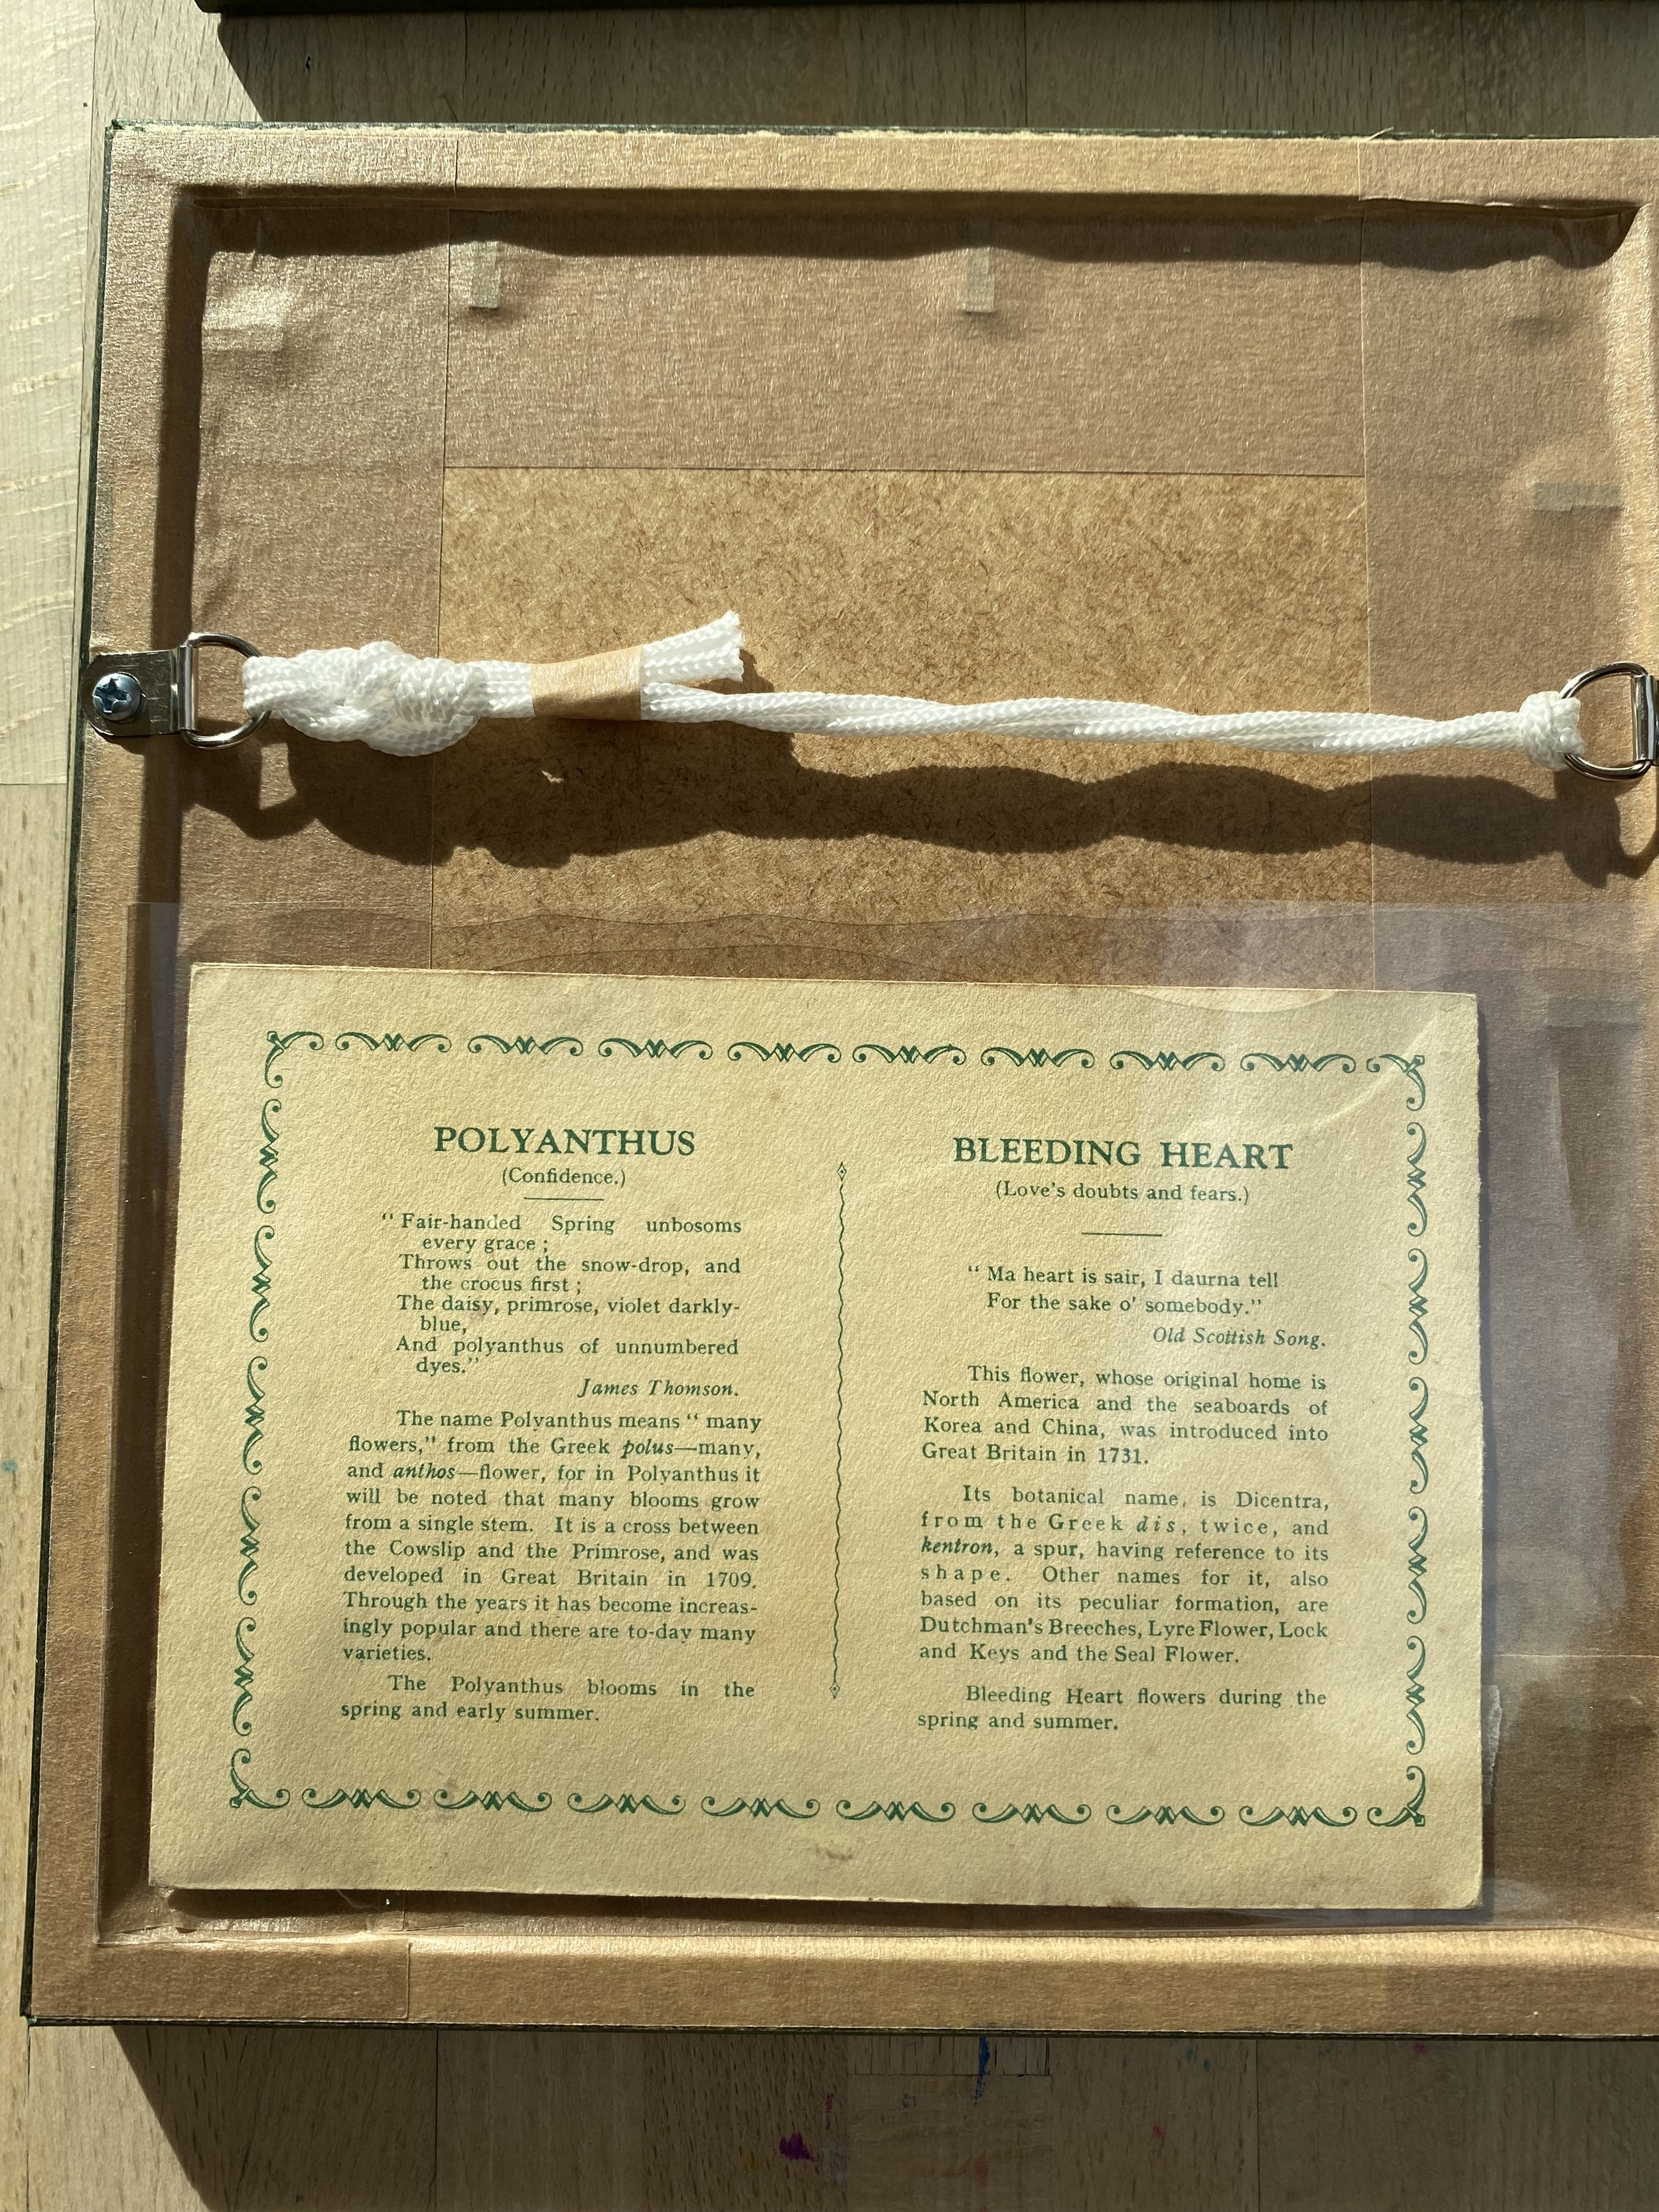 POLYANTHUS
(Confidence.)
“ Fair-handed Spring unbosoms
every grace ;
Throws out the snow-drop, and
the crocus first ;
The daisy, primrose, violet darkly-
blue,
And polyanthus of unnumbered
dyes.”
James Thomson.
The name Polyanthus means “ many
flowers,” from the Greek polus—many,
and anthos—flower, for in Polyanthus it
will be noted that many blooms grow
from a single stem. It is a cross between
the Cowslip and the Primrose, and was
developed in Great Britain in 1709.
Through the years it has become increas-
ingly popular and there are to-day many
varieties.
The Polyanthus blooms in the
spring and early summer.
BLEEDING HEART
(Love's doubts and fears.)
“ Ma heart is sair, I daurna tell
For the sake o' somebody.”
Old Scottish Song.
This flower, whose original home is
North America and the seaboards of
Korea and China, was introduced into
Great Britain in 1731.
Its botanical name, is Dicentra,
from the Greek dis, twice, and
kentron, a spur, having reference to its
shape. Other names for it, also
based on its peculiar formation, are
Dutchman's Breeches, Lyre Flower, Lock
and Keys and the Seal Flower.
Bleeding Heart flowers during the
spring and summer.